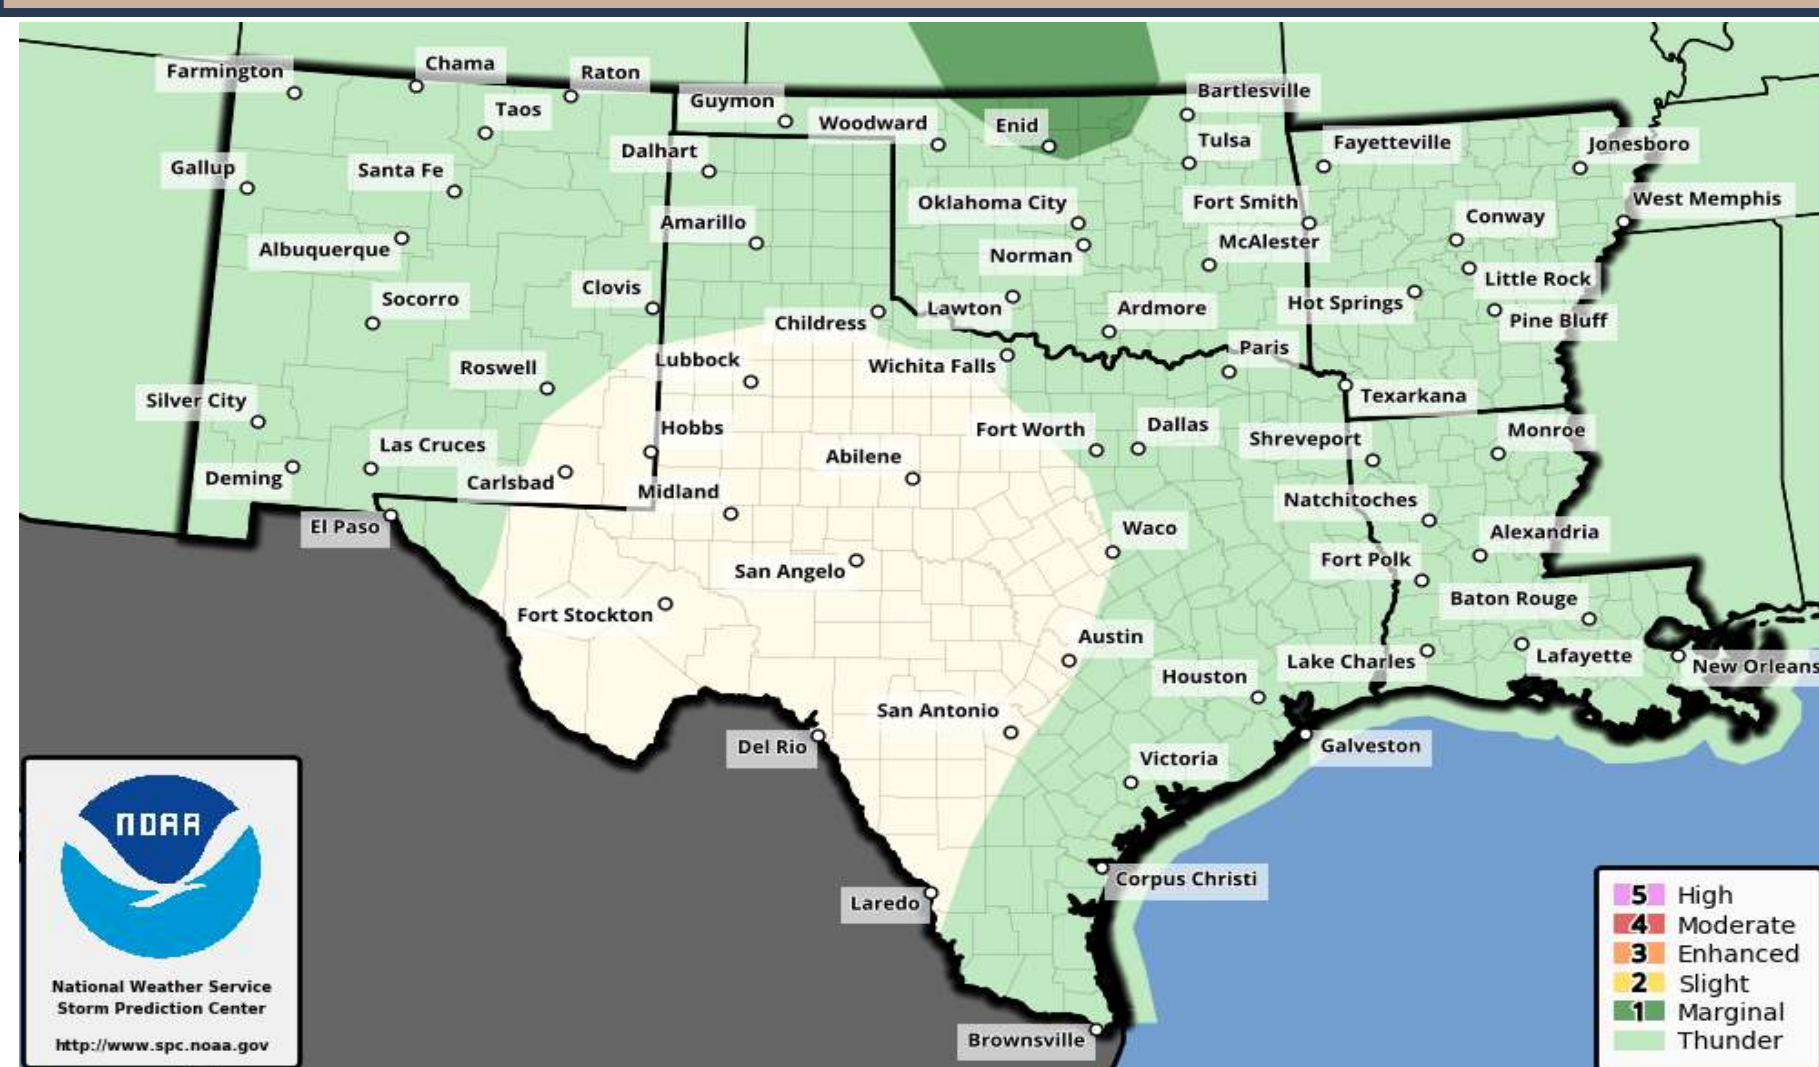 Farmington
Chama
Raton
Taos
Guymon
Woodward
Enid
Bartlesville
Tulsa
Fayetteville
Jonesboro
Gallup
Santa Fe
Dalhart
Oklahoma City
Fort Smith
West Memphis
Conway
Albuquerque
Amarillo
Norman
McAlester
Little Rock
Socorro
Clovis
Childress
Lawton
Ardmore
Hot Springs
Pine Bluff
Roswell
Lubbock
Wichita Falls
Paris
Texarkana
Silver City
Las Cruces
Hobbs
Fort Worth
Dallas
Shreveport
Monroe
Deming
Carlsbad
Midland
Abilene
Natchitoches
El Paso
San Angelo
Waco
Fort Polk
Alexandria
Fort Stockton
Austin
Baton Rouge
Houston
Lake Charles
Lafayette
New Orleans
San Antonio
Del Rio
Victoria
Galveston
Laredo
Corpus Christi
Brownsville
NOAA
National Weather Service
Storm Prediction Center
http://www.spc.noaa.gov
5 High
4 Moderate
3 Enhanced
2 Slight
1 Marginal
Thunder